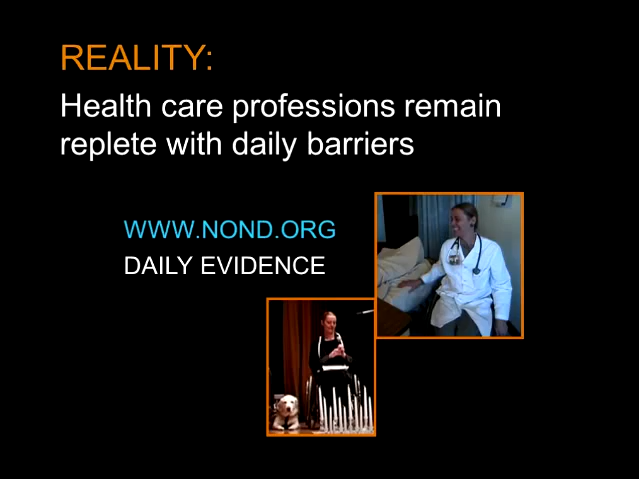 REALITY:
Health care professions remain
replete with daily barriers
WWW.NOND.ORG
DAILY EVIDENCE